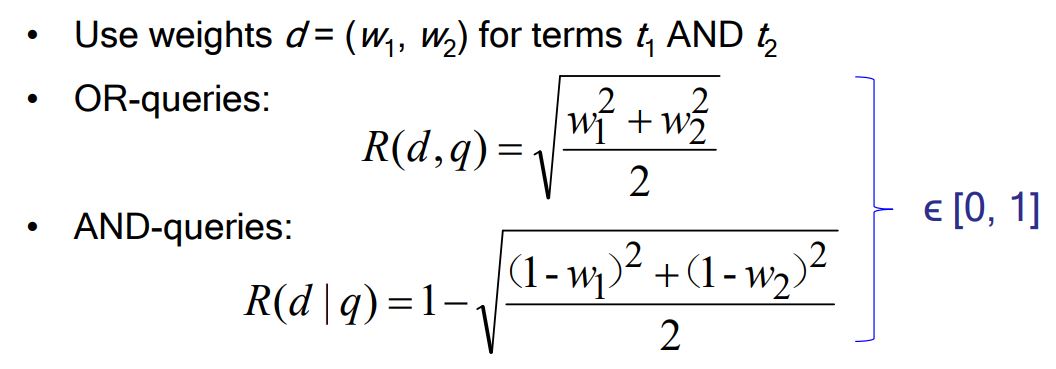 • Use weights d = (w₁, w₂) for terms t₁ AND t₂
• OR-queries:
R(d,q) = √((w₁² + w₂²) / 2)
• AND-queries:
R(d | q) = 1 − √(((1 - w₁)² + (1 - w₂)²) / 2)
ϵ [0, 1]